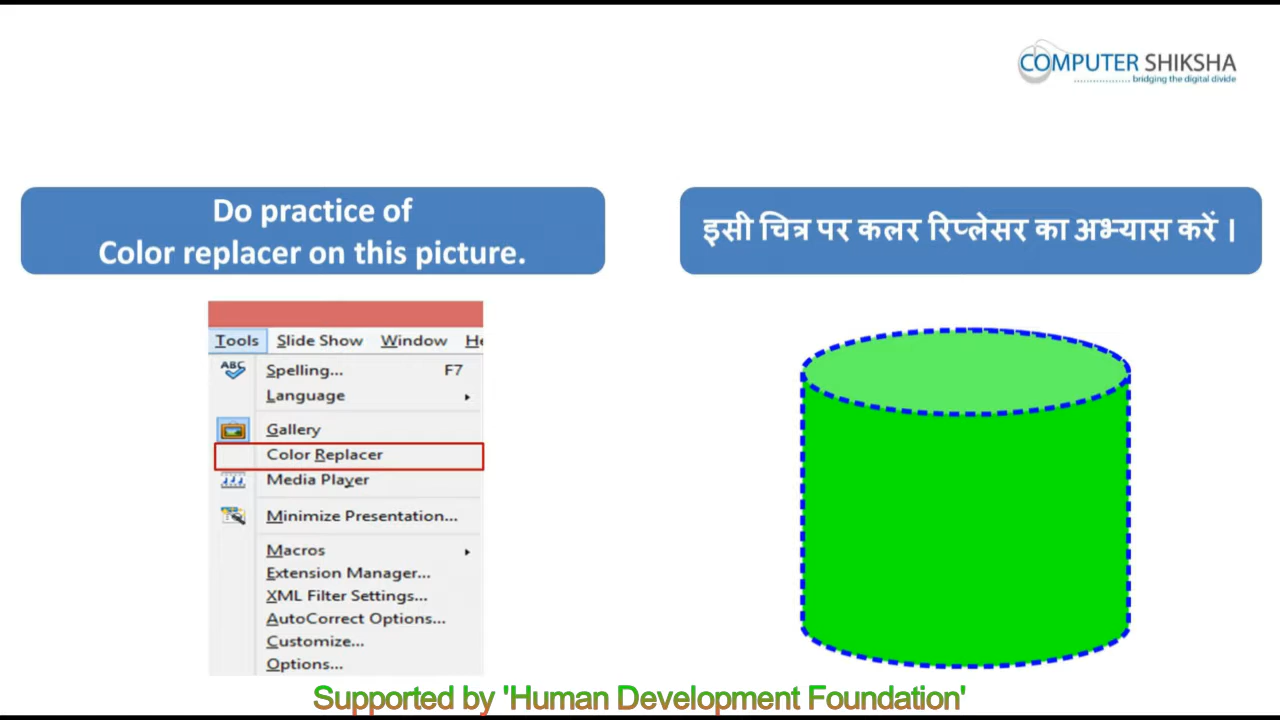 COMPUTER SHIKSHA
bridging the digital divide
Do practice of
Color replacer on this picture.
इसी चित्र पर कलर रिप्लेसर का अभ्यास करें ।
Tools Slide Show Window He
ABC Spelling... F7
Language
Gallery
Color Replacer
Media Player
Minimize Presentation...
Macros
Extension Manager...
XML Filter Settings...
AutoCorrect Options...
Customize...
Options...
Supported by 'Human Development Foundation'